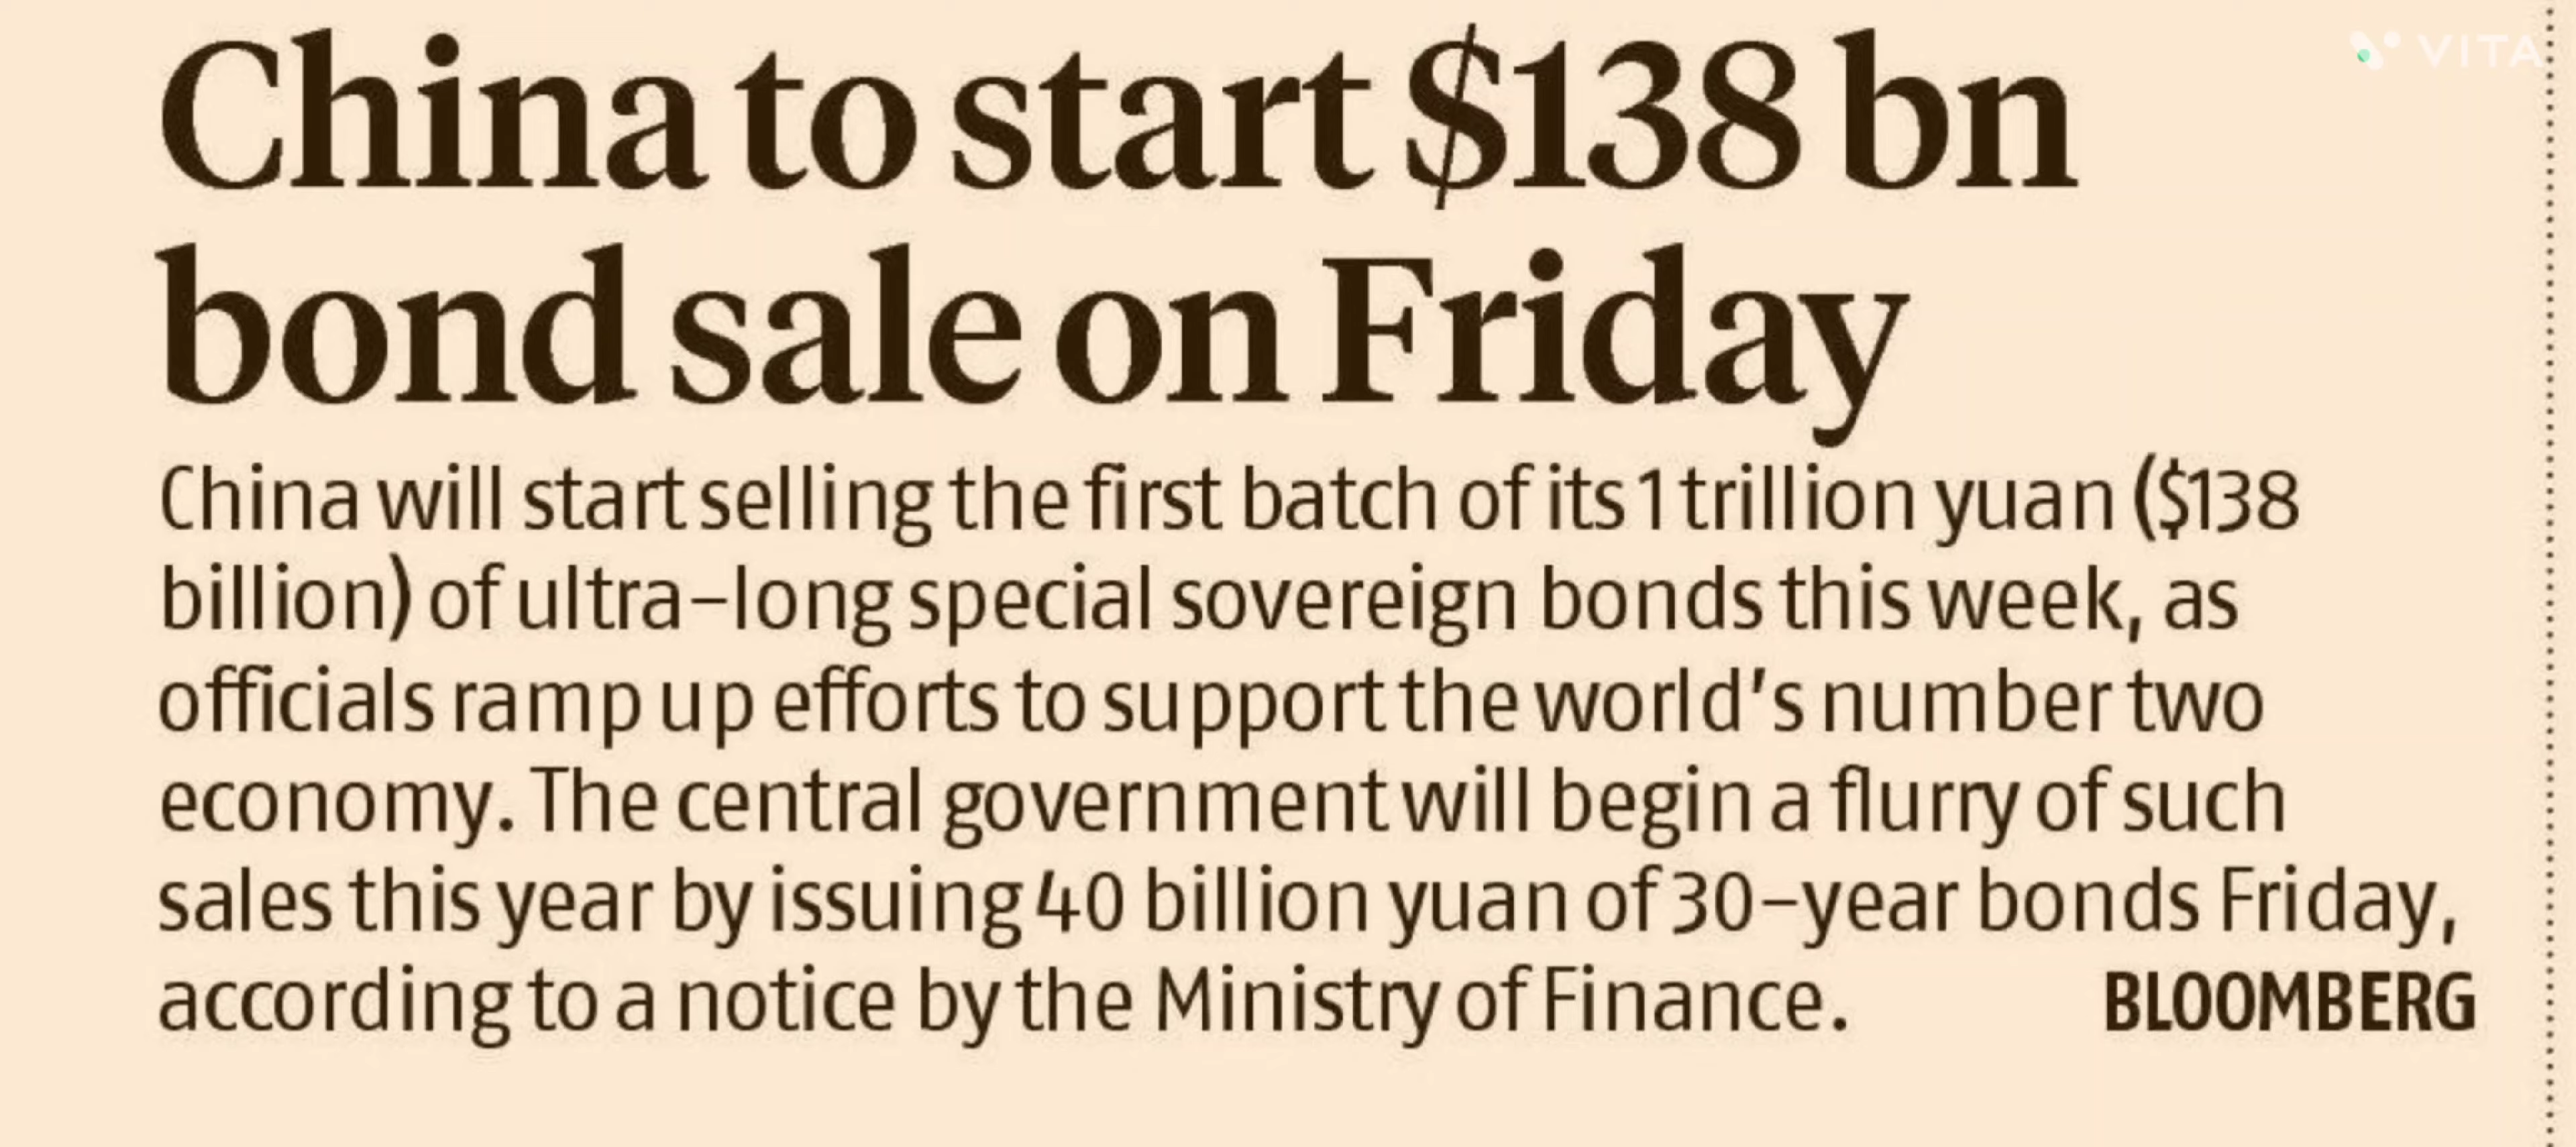 China to start $138 bn
bond sale on Friday
China will start selling the first batch of its 1 trillion yuan ($138
billion) of ultra-long special sovereign bonds this week, as
officials ramp up efforts to support the world's number two
economy. The central government will begin a flurry of such
sales this year by issuing 40 billion yuan of 30-year bonds Friday,
according to a notice by the Ministry of Finance. BLOOMBERG
VITA